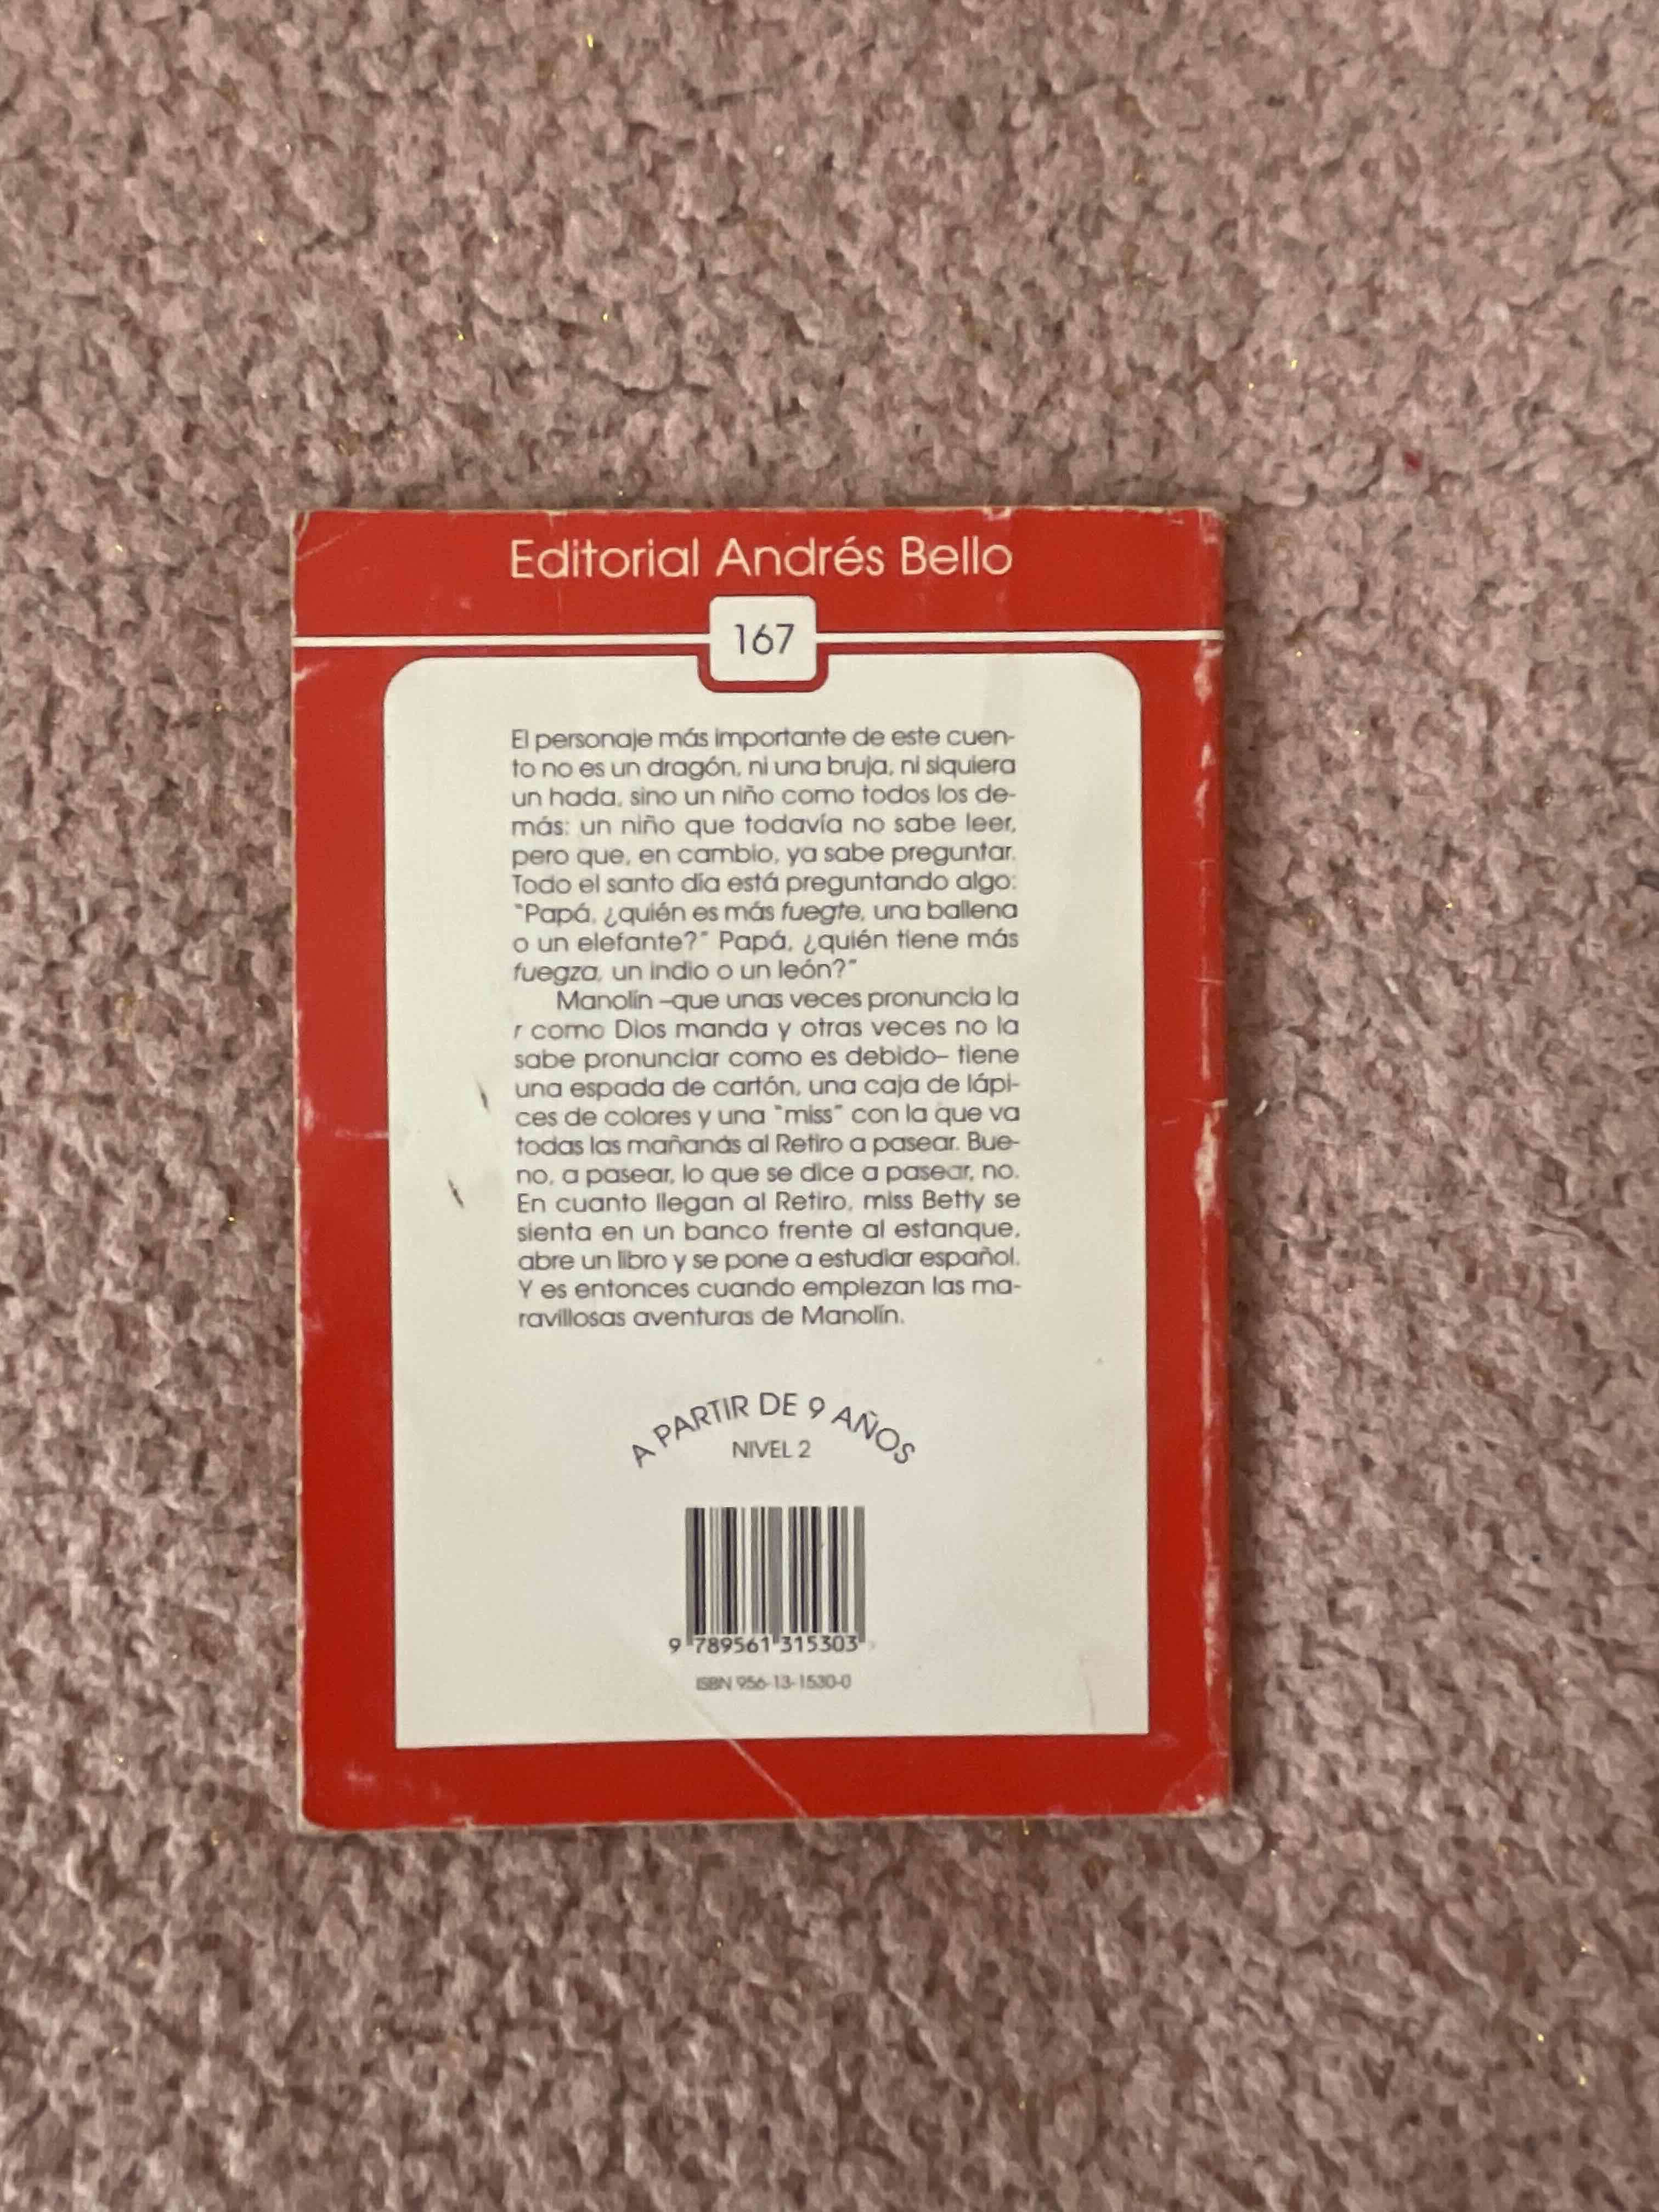 Editorial Andrés Bello
167
El personaje más importante de este cuen-
to no es un dragón, ni una bruja, ni siquiera
un hada, sino un niño como todos los de-
más: un niño que todavía no sabe leer,
pero que, en cambio, ya sabe preguntar.
Todo el santo día está preguntando algo:
"Papá, ¿quién es más fuegte, una ballena
o un elefante?" Papá, ¿quién tiene más
fuegza, un indio o un león?"
Manolín –que unas veces pronuncia la
r como Dios manda y otras veces no la
sabe pronunciar como es debido– tiene
una espada de cartón, una caja de lápi-
ces de colores y una "miss" con la que va
todas las mañanás al Retiro a pasear. Bue-
no, a pasear, lo que se dice a pasear, no.
En cuanto llegan al Retiro, miss Betty se
sienta en un banco frente al estanque,
abre un libro y se pone a estudiar español.
Y es entonces cuando empiezan las ma-
ravillosas aventuras de Manolín.
A PARTIR DE 9 AÑOS
NIVEL 2
9 789561 315303
ISBN 956-13-1530-0